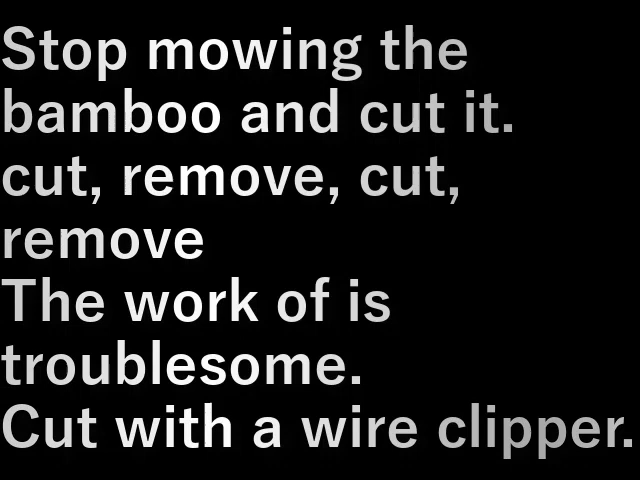 Stop mowing the
bamboo and cut it.
cut, remove, cut,
remove
The work of is
troublesome.
Cut with a wire clipper.